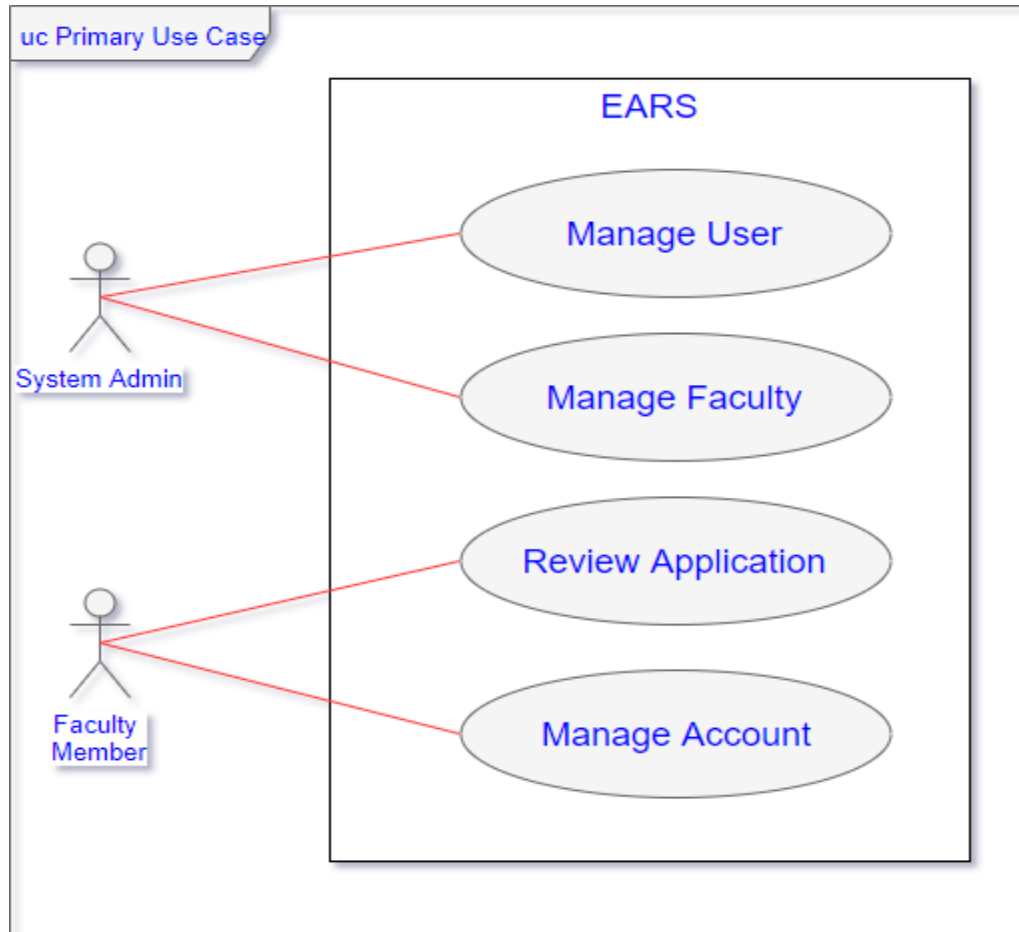 uc Primary Use Case
EARS
Manage User
System Admin
Manage Faculty
Review Application
Faculty
Member
Manage Account